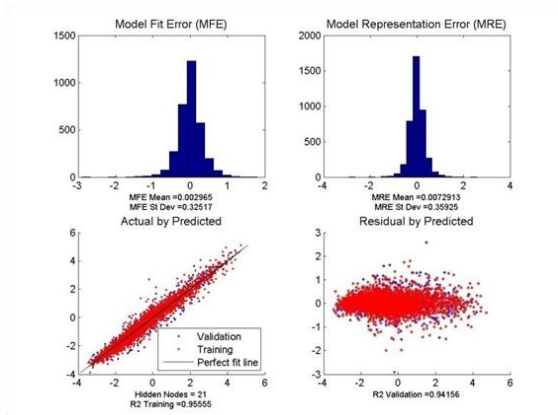 Model Fit Error (MFE)
1500
1000
500
0
-3 -2 -1 0 1 2
MFE Mean =0.002965
MFE St Dev =0.32517
Model Representation Error (MRE)
2000
1500
1000
500
0
-4 -2 0 2 4
MRE Mean =0.0072913
MRE St Dev =0.35925
Actual by Predicted
6
4
2
0
-2
-4
-4 -2 0 2 4 6
Validation
Training
Perfect fit line
Hidden Nodes = 21
R2 Training =0.95555
Residual by Predicted
3
2
1
0
-1
-2
-3
-4 -2 0 2 4 6
R2 Validation =0.94156